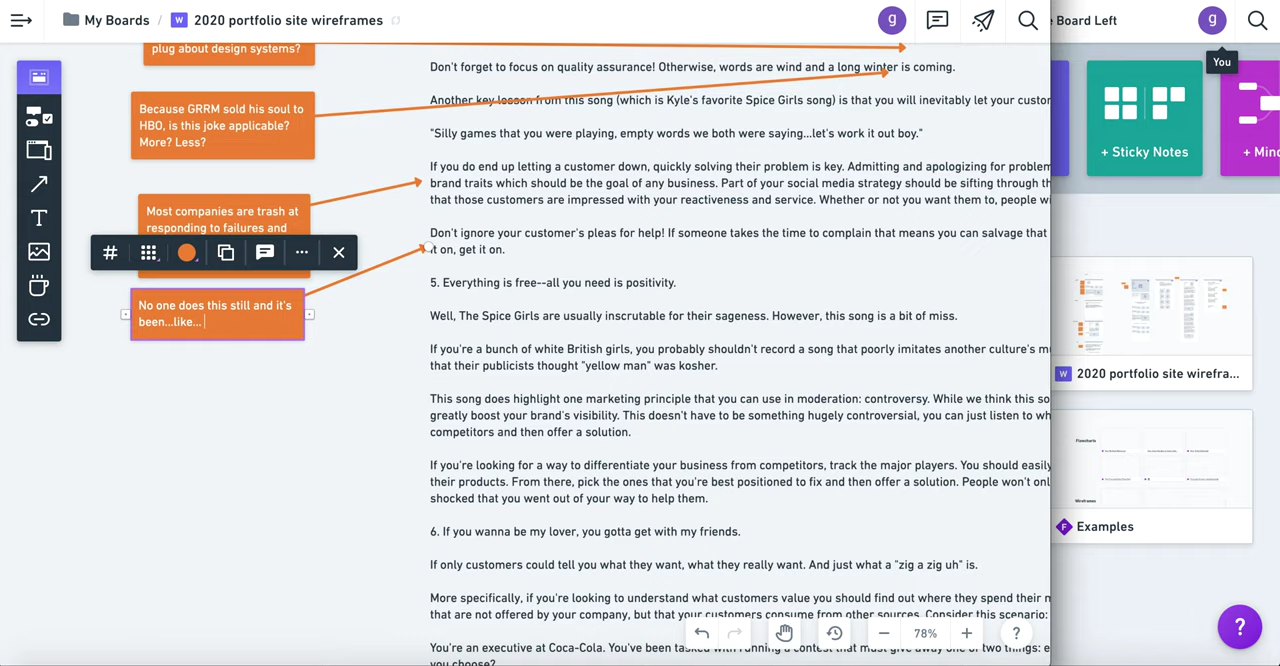 My Boards / W 2020 portfolio site wireframes
g
e Board Left
g
You
plug about design systems?
Because GRRM sold his soul to
HBO, is this joke applicable?
More? Less?
Most companies are trash at
responding to failures and
No one does this still and it's
been...like...
T
Don't forget to focus on quality assurance! Otherwise, words are wind and a long winter is coming.
Another key lesson from this song (which is Kyle's favorite Spice Girls song) is that you will inevitably let your custor
"Silly games that you were playing, empty words we both were saying...let's work it out boy."
If you do end up letting a customer down, quickly solving their problem is key. Admitting and apologizing for problem
brand traits which should be the goal of any business. Part of your social media strategy should be sifting through th
that those customers are impressed with your reactiveness and service. Whether or not you want them to, people wi
Don't ignore your customer's pleas for help! If someone takes the time to complain that means you can salvage that
it on, get it on.
5. Everything is free--all you need is positivity.
Well, The Spice Girls are usually inscrutable for their sageness. However, this song is a bit of miss.
If you're a bunch of white British girls, you probably shouldn't record a song that poorly imitates another culture's mu
that their publicists thought "yellow man" was kosher.
This song does highlight one marketing principle that you can use in moderation: controversy. While we think this so
greatly boost your brand's visibility. This doesn't have to be something hugely controversial, you can just listen to wh
competitors and then offer a solution.
If you're looking for a way to differentiate your business from competitors, track the major players. You should easily
their products. From there, pick the ones that you're best positioned to fix and then offer a solution. People won't onl
shocked that you went out of your way to help them.
6. If you wanna be my lover, you gotta get with my friends.
If only customers could tell you what they want, what they really want. And just what a "zig a zig uh" is.
More specifically, if you're looking to understand what customers value you should find out where they spend their m
that are not offered by your company, but that your customers consume from other sources. Consider this scenario:
You're an executive at Coca-Cola. You've been tasked with running a contest that must give away one of two things: e
you choose?
78%
?
+ Sticky Notes
+ Mind
W 2020 portfolio site wirefra...
Flowcharts
Wireframes
F Examples
?